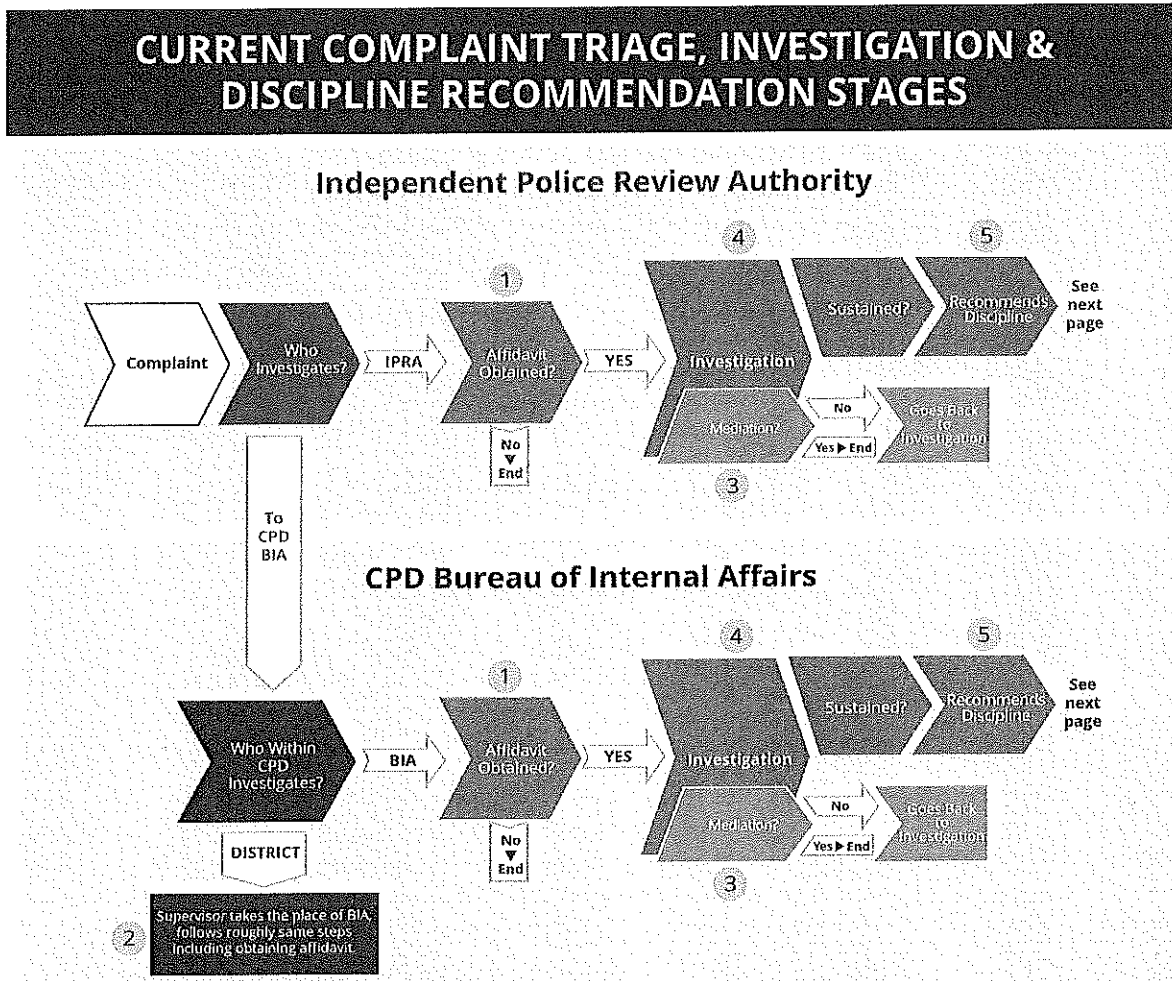 CURRENT COMPLAINT TRIAGE, INVESTIGATION &
DISCIPLINE RECOMMENDATION STAGES
Independent Police Review Authority
Complaint
Who
Investigates?
IPRA
1
Affidavit
Obtained?
No
▼
End
YES
4
Investigation
Mediation?
3
No
Yes ▶ End
Goes Back
to
Investigation
Sustained?
5
Recommends
Discipline
See
next
page
To
CPD
BIA
CPD Bureau of Internal Affairs
Who Within
CPD
Investigates?
BIA
1
Affidavit
Obtained?
No
▼
End
YES
4
Investigation
Mediation?
3
No
Yes ▶ End
Goes Back
to
Investigation
Sustained?
5
Recommends
Discipline
See
next
page
DISTRICT
2
Supervisor takes the place of BIA,
follows roughly same steps
including obtaining affidavit.